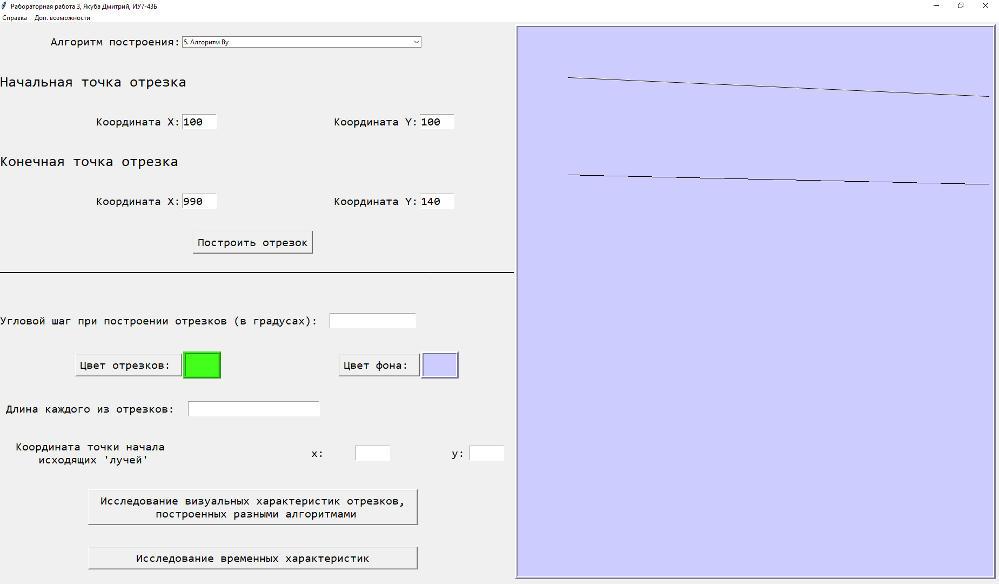 Рабораторная работа 3, Якуба Дмитрий, ИУ7-43Б
Справка Доп. возможности
Алгоритм построения: 5. Алгоритм Ву
Начальная точка отрезка
Координата X: 100 Координата Y: 100
Конечная точка отрезка
Координата X: 990 Координата Y: 140
Построить отрезок
Угловой шаг при построении отрезков (в градусах):
Цвет отрезков: Цвет фона:
Длина каждого из отрезков:
Координата точки начала
исходящих 'лучей'
x: y:
Исследование визуальных характеристик отрезков,
построенных разными алгоритмами
Исследование временных характеристик